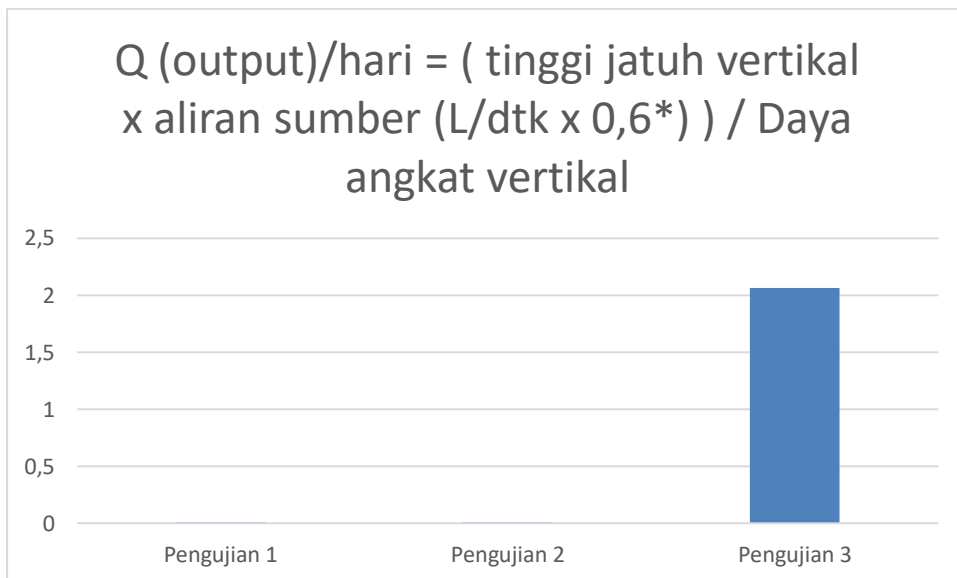 Q (output)/hari = ( tinggi jatuh vertikal
x aliran sumber (L/dtk x 0,6*) ) / Daya
angkat vertikal
2,5
2
1,5
1
0,5
0
Pengujian 1 Pengujian 2 Pengujian 3